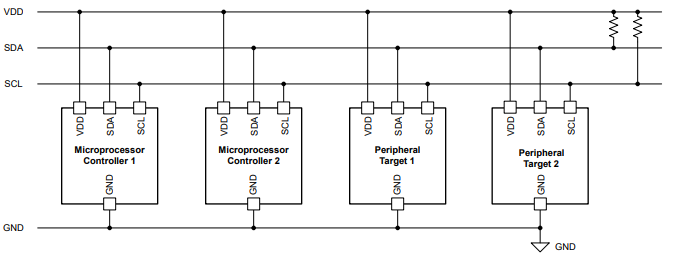 VDD
SDA
SCL
VDD SDA SCL
Microprocessor
Controller 1
GND
VDD SDA SCL
Microprocessor
Controller 2
GND
VDD SDA SCL
Peripheral
Target 1
GND
VDD SDA SCL
Peripheral
Target 2
GND
GND
GND